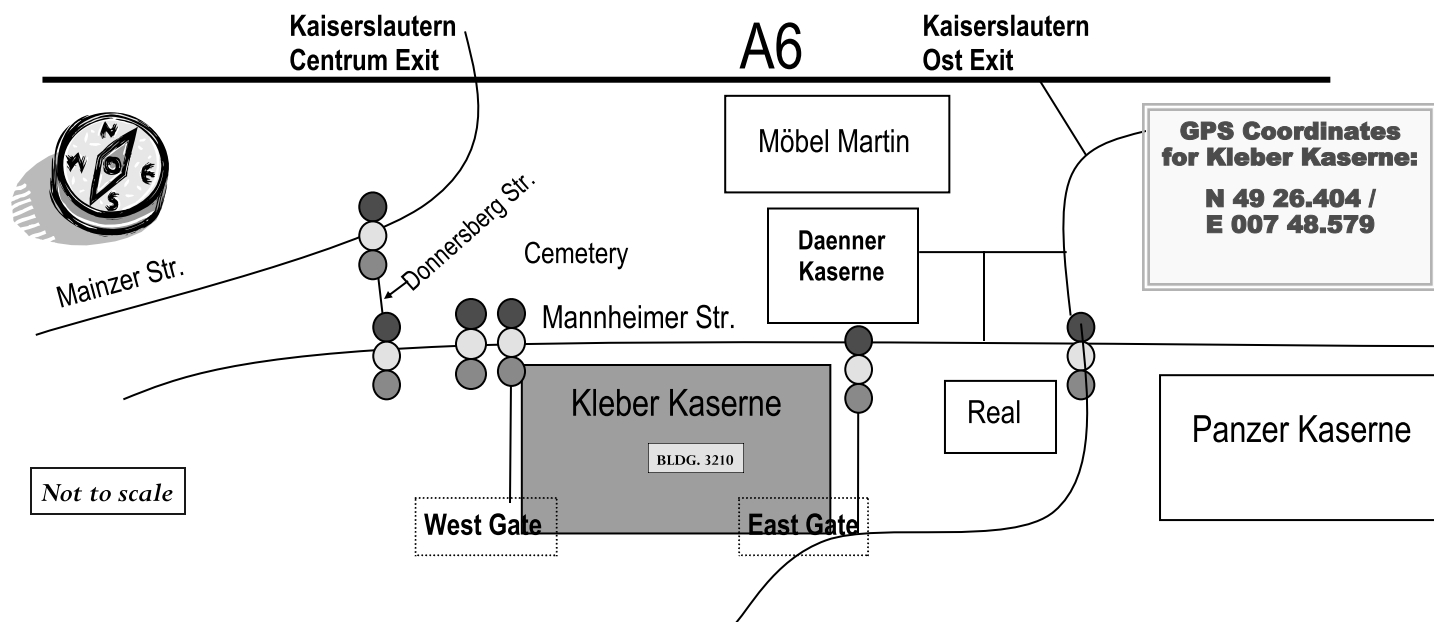 Kaiserslautern
Centrum Exit
A6
Kaiserslautern
Ost Exit
Möbel Martin
GPS Coordinates
for Kleber Kaserne:
N 49 26.404 /
E 007 48.579
N
W
E
S
Donnersberg Str.
Mainzer Str.
Cemetery
Daenner
Kaserne
Mannheimer Str.
Kleber Kaserne
BLDG. 3210
Real
Panzer Kaserne
Not to scale
West Gate
East Gate